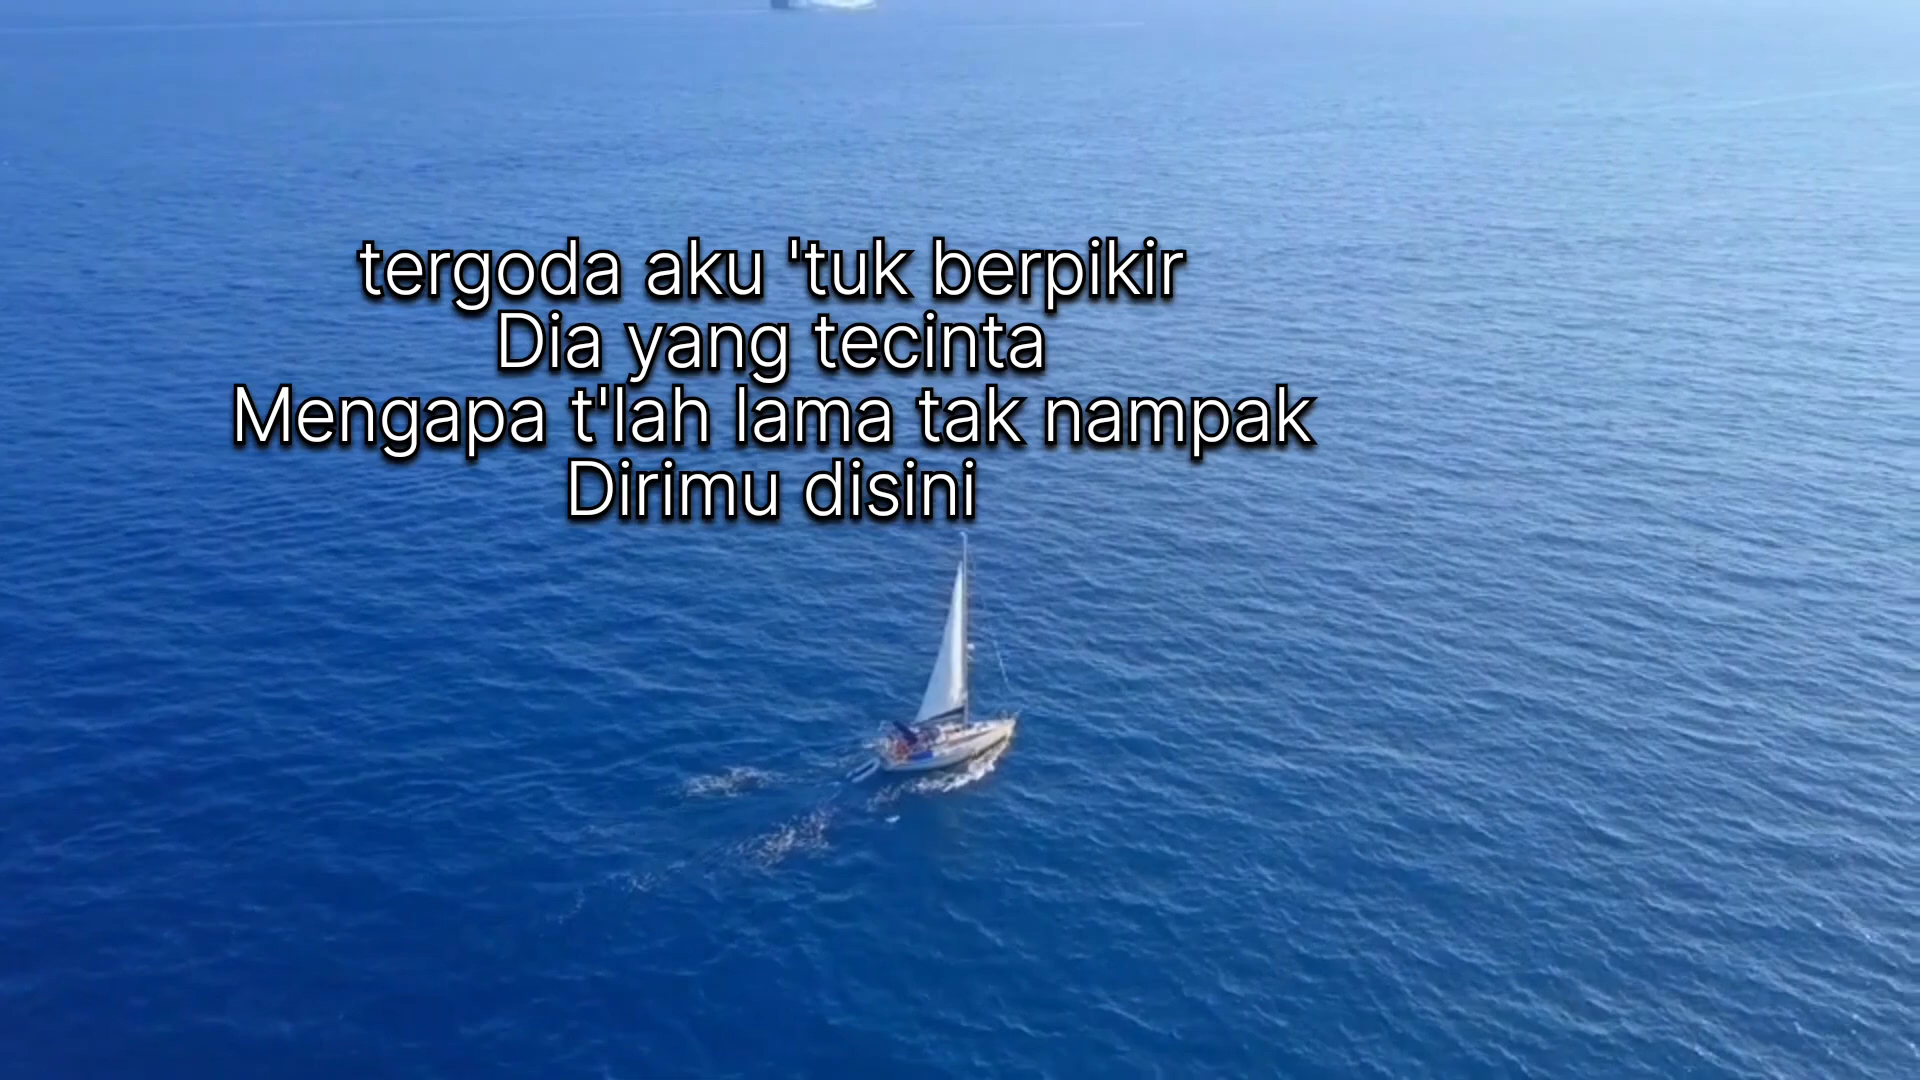 tergoda aku 'tuk berpikir
Dia yang tecinta
Mengapa t'lah lama tak nampak
Dirimu disini